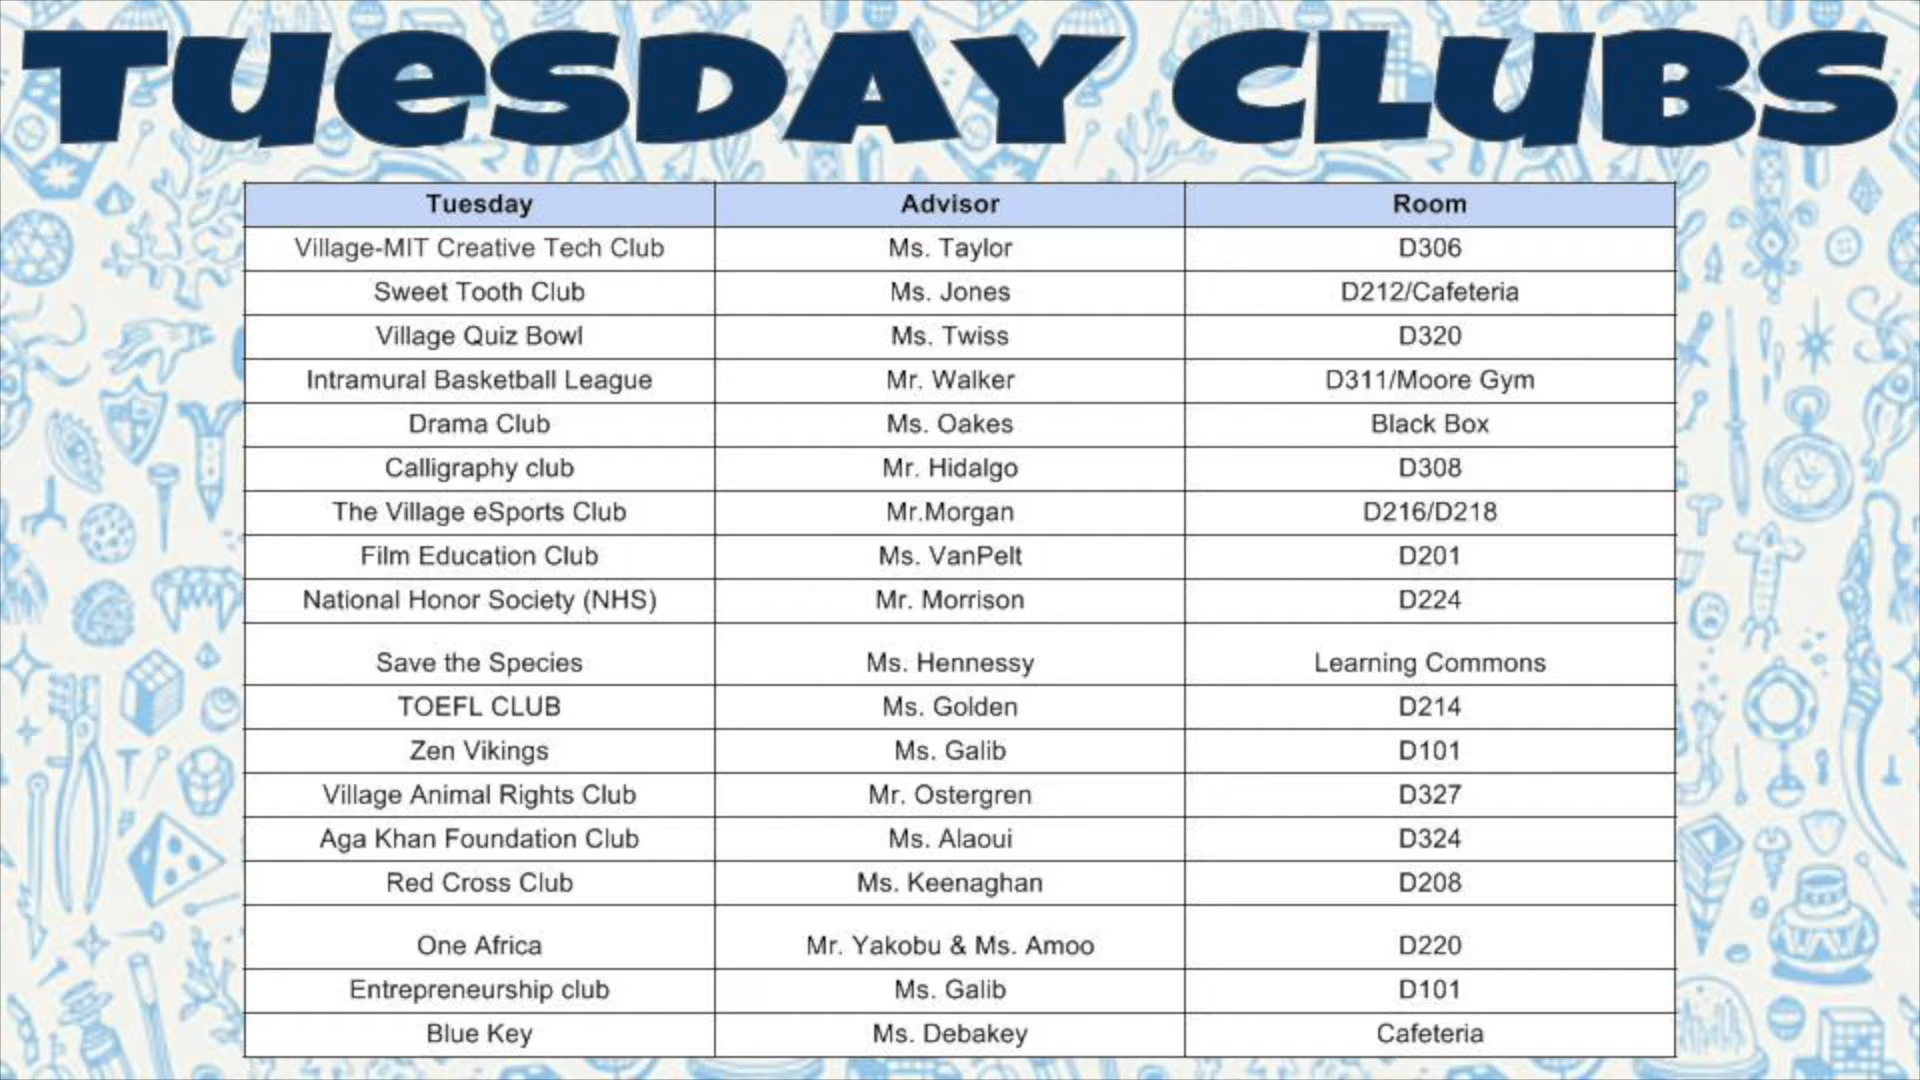 TUeSDAY CLUBS
Tuesday Advisor Room
Village-MIT Creative Tech Club Ms. Taylor D306
Sweet Tooth Club Ms. Jones D212/Cafeteria
Village Quiz Bowl Ms. Twiss D320
Intramural Basketball League Mr. Walker D311/Moore Gym
Drama Club Ms. Oakes Black Box
Calligraphy club Mr. Hidalgo D308
The Village eSports Club Mr.Morgan D216/D218
Film Education Club Ms. VanPelt D201
National Honor Society (NHS) Mr. Morrison D224
Save the Species Ms. Hennessy Learning Commons
TOEFL CLUB Ms. Golden D214
Zen Vikings Ms. Galib D101
Village Animal Rights Club Mr. Ostergren D327
Aga Khan Foundation Club Ms. Alaoui D324
Red Cross Club Ms. Keenaghan D208
One Africa Mr. Yakobu & Ms. Amoo D220
Entrepreneurship club Ms. Galib D101
Blue Key Ms. Debakey Cafeteria